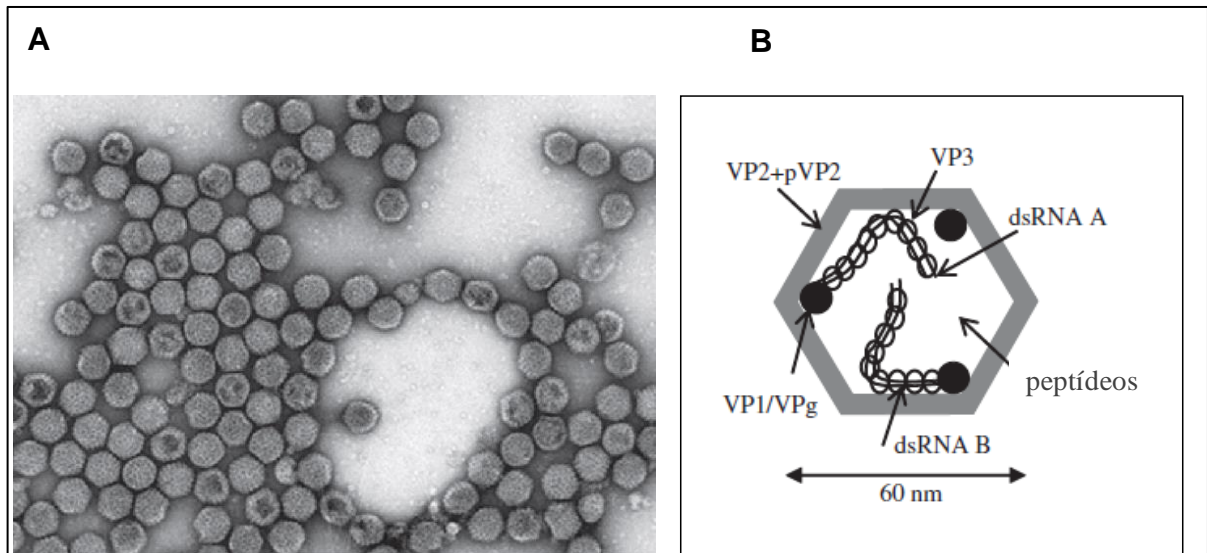 A
B
VP3
VP2+pVP2
dsRNA A
peptídeos
VP1/VPg
dsRNA B
60 nm